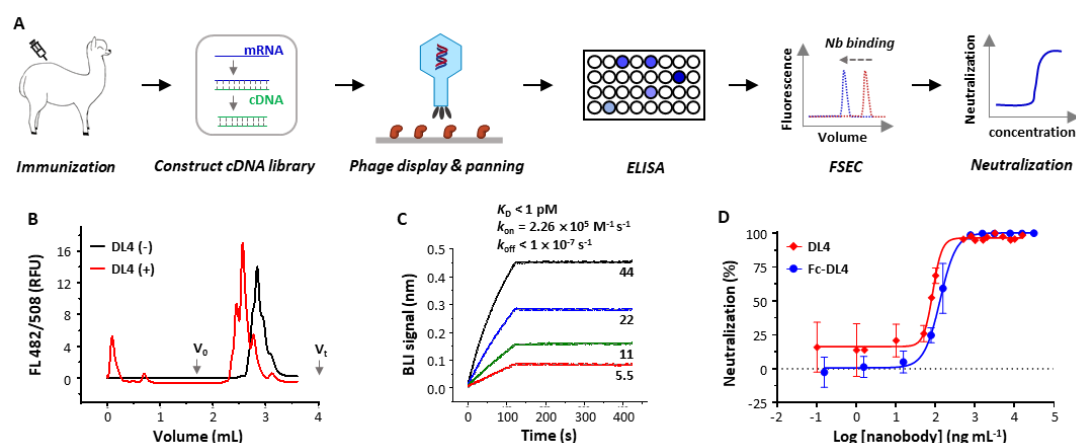 A
mRNA
cDNA
Fluorescence
Nb binding
Volume
Neutralization
concentration
Immunization
Construct cDNA library
Phage display & panning
ELISA
FSEC
Neutralization
B
DL4 (-)
DL4 (+)
FL 482/508 (RFU)
16
12
8
4
0
V₀
Vₜ
0
1
2
3
4
Volume (mL)
C
K_D < 1 pM
k_on = 2.26 × 10⁵ M⁻¹ s⁻¹
k_off < 1 × 10⁻⁷ s⁻¹
BLI signal (nm)
0.5
0.4
0.3
0.2
0.1
0.0
44
22
11
5.5
0
100
200
300
400
Time (s)
D
DL4
Fc-DL4
Neutralization (%)
100
75
50
25
0
-2
-1
0
1
2
3
4
5
Log [nanobody] (ng mL⁻¹)